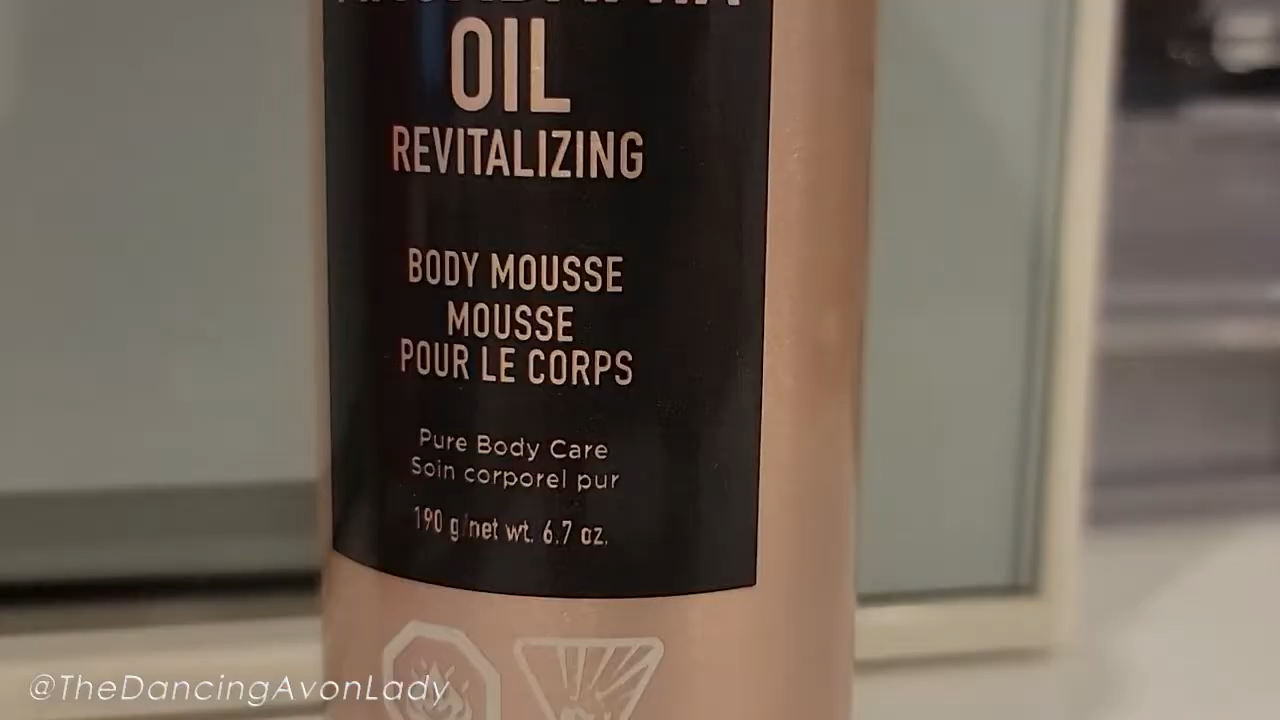 OIL
REVITALIZING
BODY MOUSSE
MOUSSE
POUR LE CORPS
Pure Body Care
Soin corporel pur
190 g/net wt. 6.7 oz.
@TheDancingAvonLady